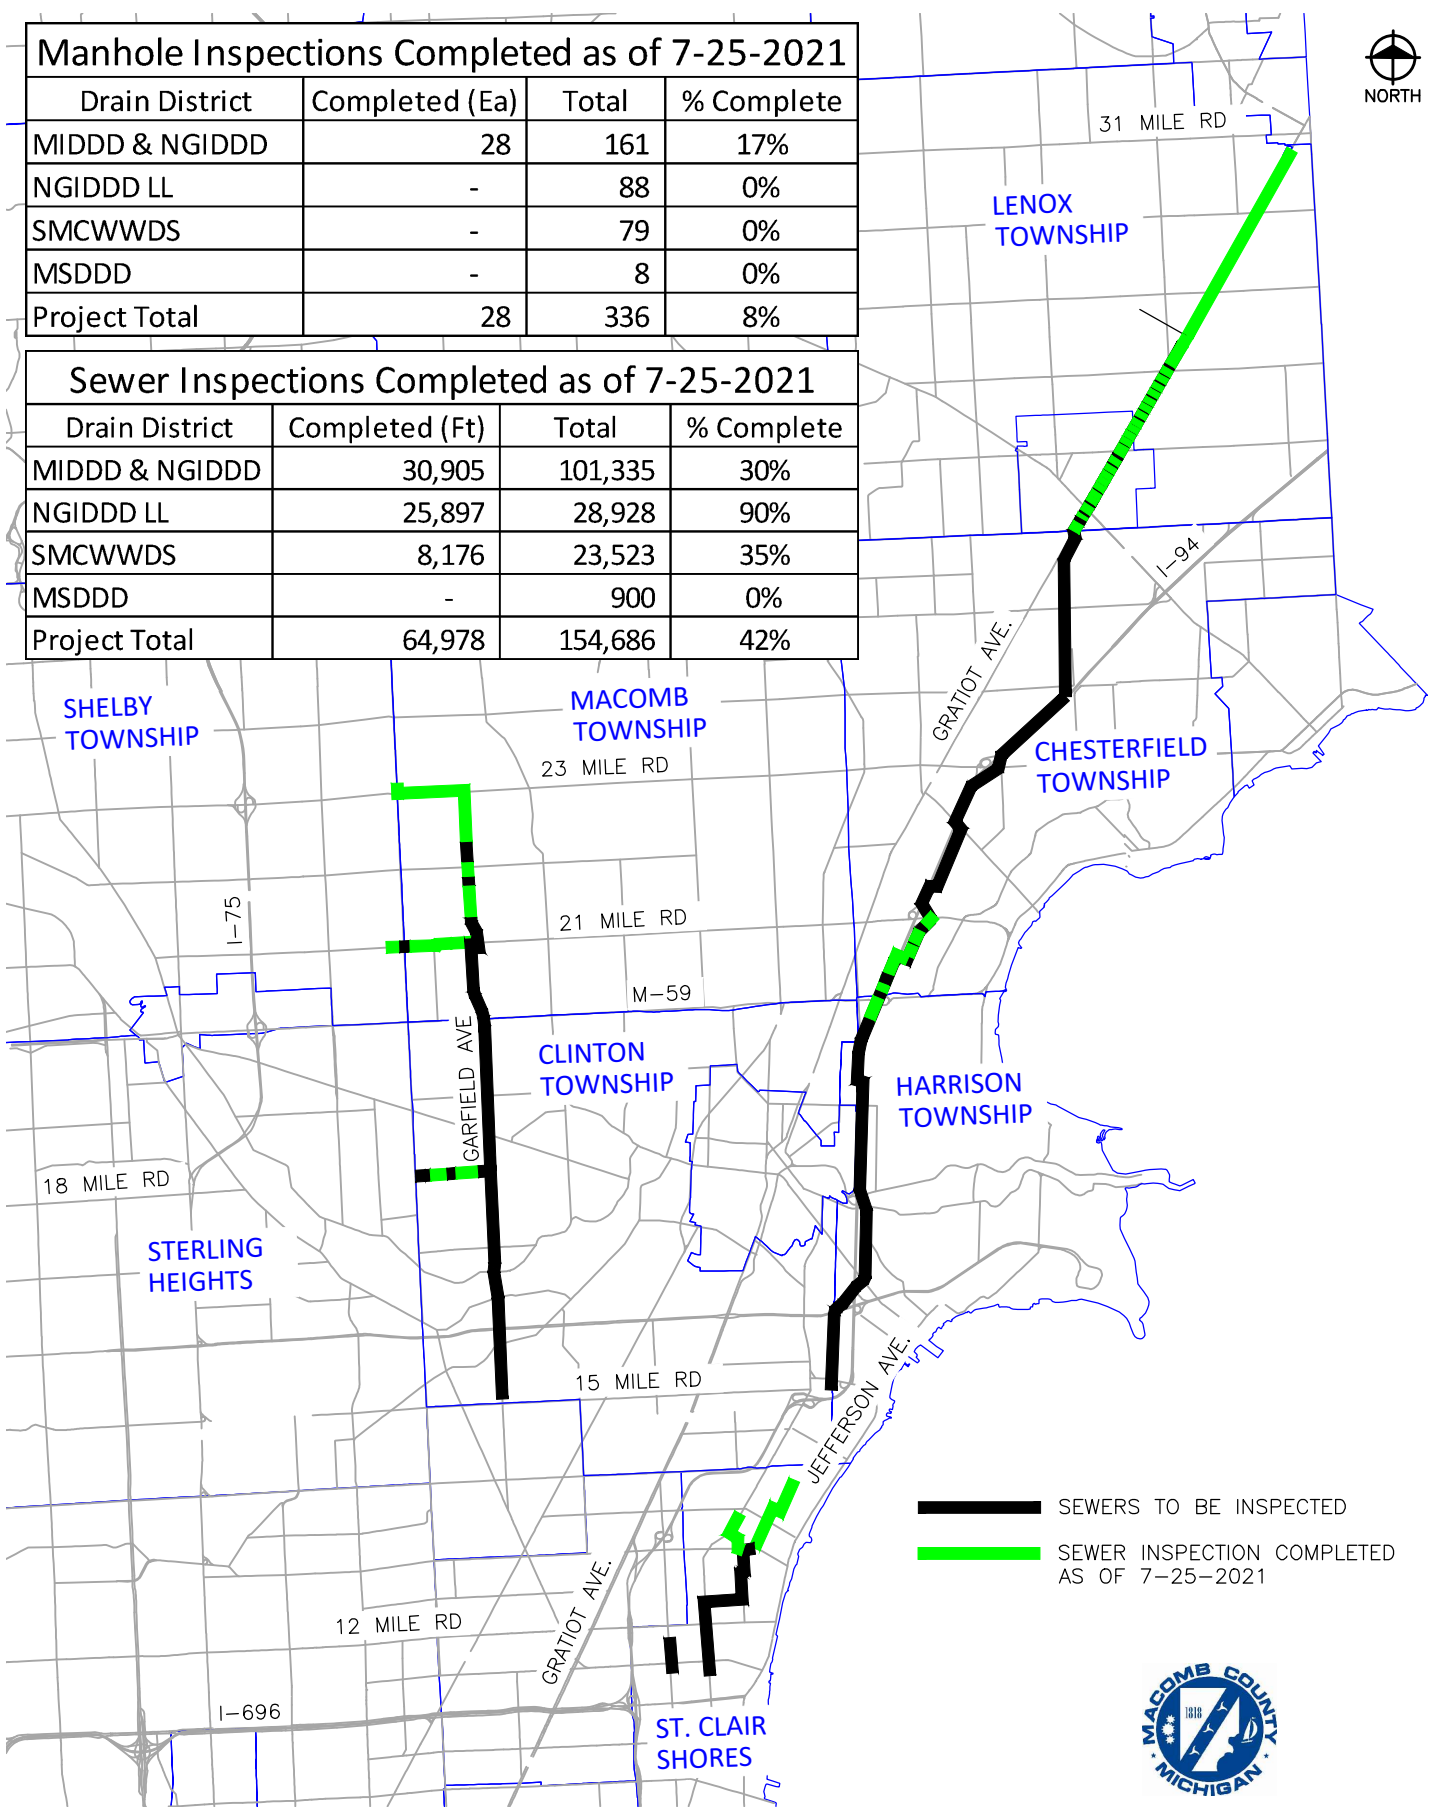 Manhole Inspections Completed as of 7-25-2021
Drain District Completed (Ea) Total % Complete
MIDDD & NGIDDD 28 161 17%
NGIDDD LL - 88 0%
SMCWWDS - 79 0%
MSDDD - 8 0%
Project Total 28 336 8%
Sewer Inspections Completed as of 7-25-2021
Drain District Completed (Ft) Total % Complete
MIDDD & NGIDDD 30,905 101,335 30%
NGIDDD LL 25,897 28,928 90%
SMCWWDS 8,176 23,523 35%
MSDDD - 900 0%
Project Total 64,978 154,686 42%
NORTH
31 MILE RD
LENOX
TOWNSHIP
I-94
GRATIOT AVE.
SHELBY
TOWNSHIP
MACOMB
TOWNSHIP
23 MILE RD
CHESTERFIELD
TOWNSHIP
I-75
21 MILE RD
M-59
GARFIELD AVE
CLINTON
TOWNSHIP
HARRISON
TOWNSHIP
18 MILE RD
STERLING
HEIGHTS
15 MILE RD
JEFFERSON AVE.
SEWERS TO BE INSPECTED
SEWER INSPECTION COMPLETED
AS OF 7-25-2021
GRATIOT AVE.
12 MILE RD
I-696
ST. CLAIR
SHORES
MACOMB COUNTY
1818
MICHIGAN